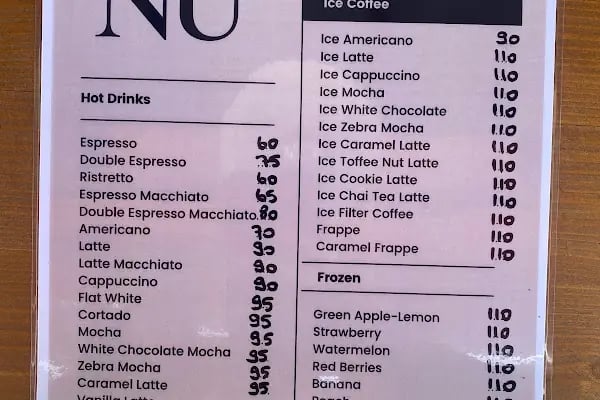 NU
Hot Drinks
Espresso 60
Double Espresso 75
Ristretto 60
Espresso Macchiato 65
Double Espresso Macchiato. 80
Americano 70
Latte 90
Latte Macchiato 90
Cappuccino 90
Flat White 95
Cortado 95
Mocha 95
White Chocolate Mocha 95
Zebra Mocha 95
Caramel Latte 95
Vanilla Latte
Ice Coffee
Ice Americano 90
Ice Latte 110
Ice Cappuccino 110
Ice Mocha 110
Ice White Chocolate 110
Ice Zebra Mocha 110
Ice Caramel Latte 110
Ice Toffee Nut Latte 110
Ice Cookie Latte 110
Ice Chai Tea Latte 110
Ice Filter Coffee 110
Frappe 110
Caramel Frappe 110
Frozen
Green Apple-Lemon 110
Strawberry 110
Watermelon 110
Red Berries 110
Banana 110
Peach